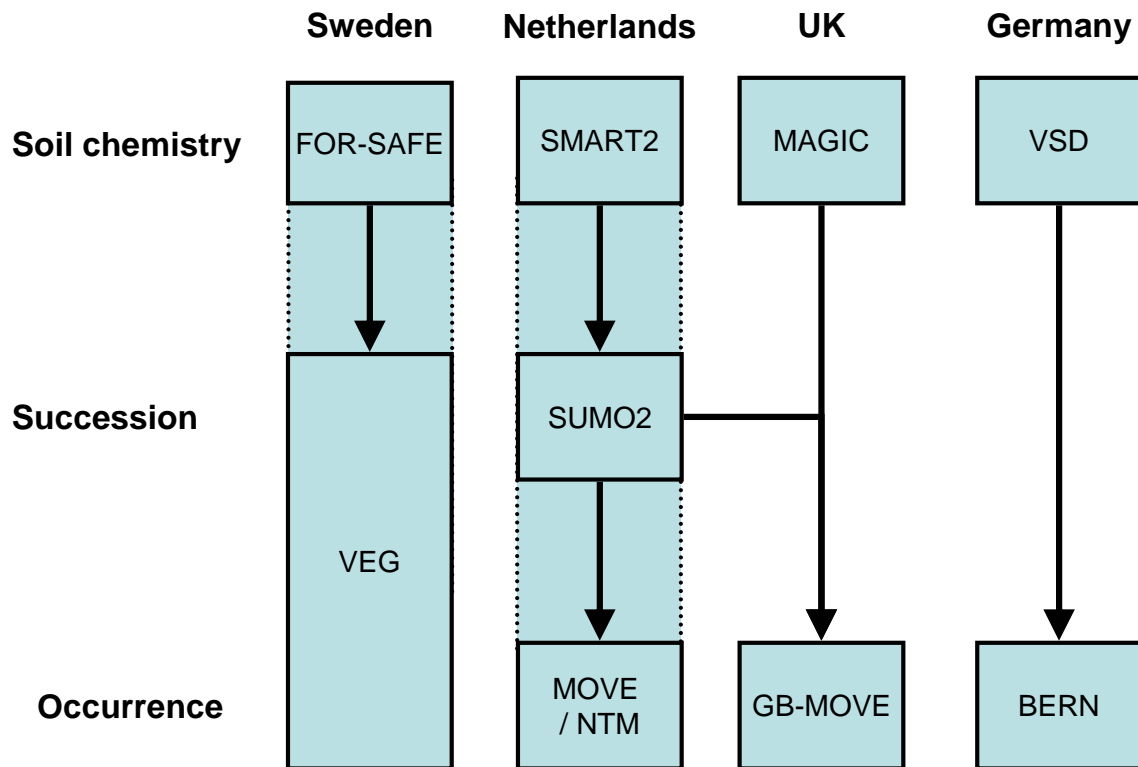 Sweden
Netherlands
UK
Germany
Soil chemistry
FOR-SAFE
SMART2
MAGIC
VSD
Succession
SUMO2
VEG
Occurrence
MOVE
/ NTM
GB-MOVE
BERN